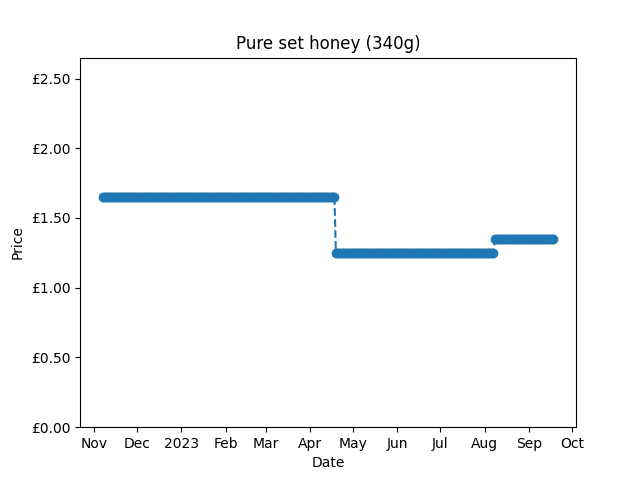 Pure set honey (340g)
£2.50
£2.00
£1.50
£1.00
£0.50
£0.00
Price
Nov Dec 2023 Feb Mar Apr May Jun Jul Aug Sep Oct
Date